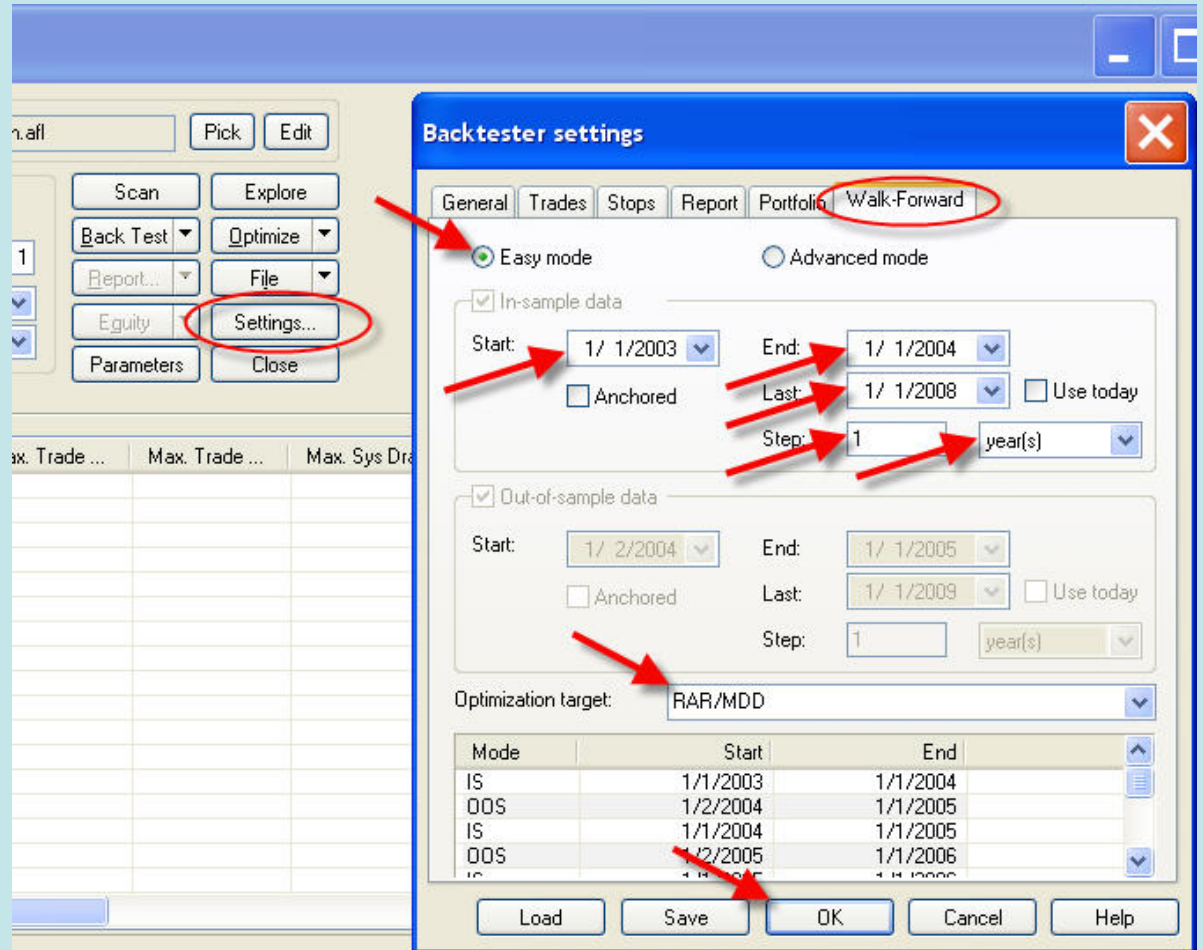 n.afl Pick Edit
Scan Explore
Back Test Optimize
1
Report... File
Equity Settings...
Parameters Close
ax. Trade ... Max. Trade ... Max. Sys Dra
Backtester settings
General Trades Stops Report Portfolio Walk-Forward
Easy mode Advanced mode
In-sample data
Start: 1/ 1/2003 End: 1/ 1/2004
Anchored Last: 1/ 1/2008 Use today
Step: 1 year(s)
Out-of-sample data
Start: 1/ 2/2004 End: 1/ 1/2005
Anchored Last: 1/ 1/2009 Use today
Step: 1 year(s)
Optimization target: RAR/MDD
Mode Start End
IS 1/1/2003 1/1/2004
OOS 1/2/2004 1/1/2005
IS 1/1/2004 1/1/2005
OOS 1/2/2005 1/1/2006
Load Save OK Cancel Help